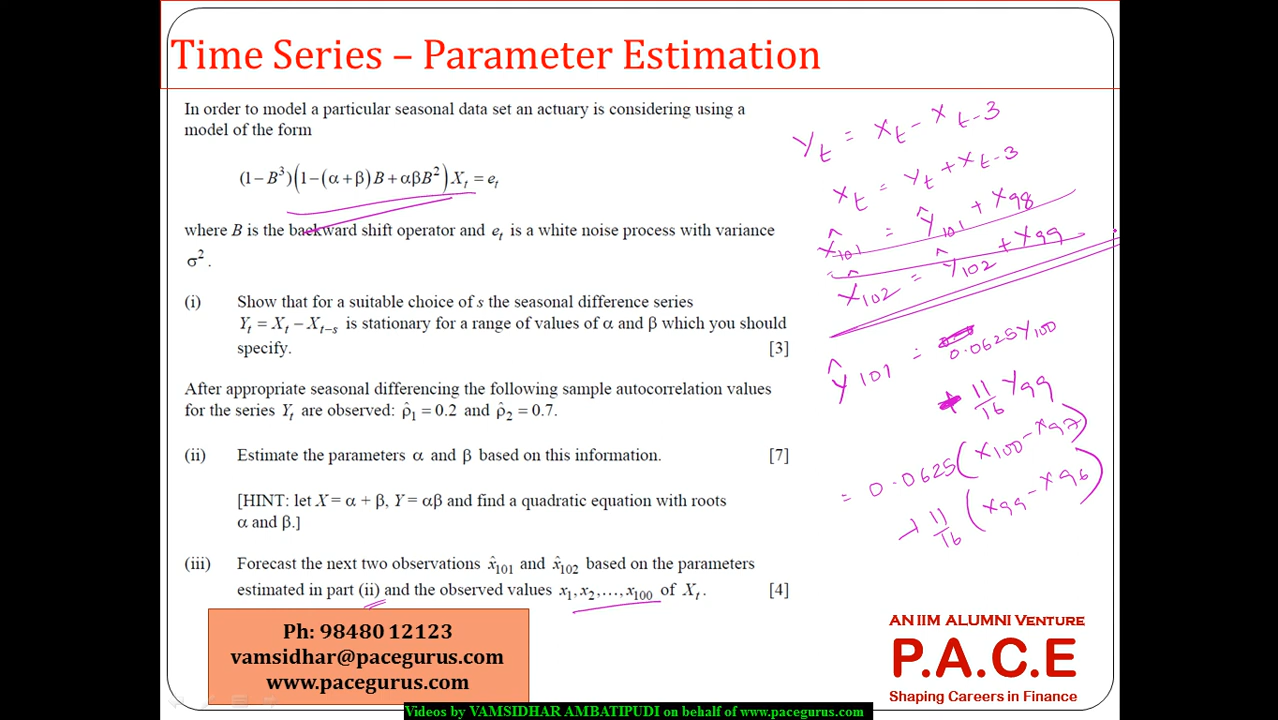 Time Series – Parameter Estimation
In order to model a particular seasonal data set an actuary is considering using a
model of the form
(1 − B³)(1 − (α + β)B + αβB²)Xₜ = eₜ
where B is the backward shift operator and eₜ is a white noise process with variance
σ².
(i) Show that for a suitable choice of s the seasonal difference series
Yₜ = Xₜ − Xₜ₋ₛ is stationary for a range of values of α and β which you should
specify. [3]
After appropriate seasonal differencing the following sample autocorrelation values
for the series Yₜ are observed: ρ̂₁ = 0.2 and ρ̂₂ = 0.7.
(ii) Estimate the parameters α and β based on this information. [7]
[HINT: let X = α + β, Y = αβ and find a quadratic equation with roots
α and β.]
(iii) Forecast the next two observations x̂₁₀₁ and x̂₁₀₂ based on the parameters
estimated in part (ii) and the observed values x₁, x₂, …, x₁₀₀ of Xₜ. [4]
Yt = Xt − Xt-3
Xt = Yt + Xt-3
X̂101 = Ŷ101 + X98
X̂102 = Ŷ102 + X99
Ŷ101 = 0.0625 Y100
+ 11/16 Y99
= 0.0625 (X100 − X97)
+ 11/16 (X99 − X96)
Ph: 98480 12123
vamsidhar@pacegurus.com
www.pacegurus.com
AN IIM ALUMNI VENTURE
P.A.C.E
Shaping Careers in Finance
Videos by VAMSIDHAR AMBATIPUDI on behalf of www.pacegurus.com